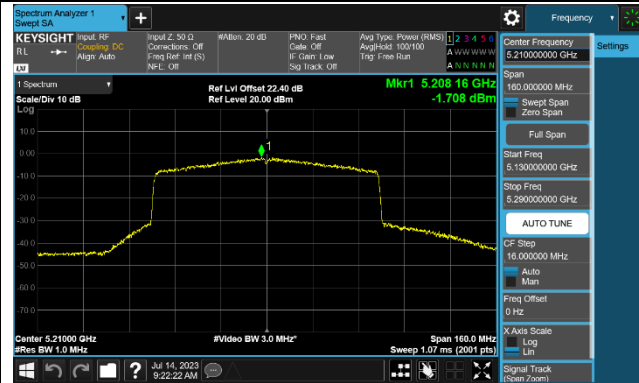 Spectrum Analyzer 1
Swept SA
Frequency
KEYSIGHT
RL
LXI
Input: RF
Coupling: DC
Align: Auto
Input Z: 50 Ω
Corrections: Off
Freq Ref: Int (S)
NFE: Off
#Atten: 20 dB
PNO: Fast
Gate: Off
IF Gain: Low
Sig Track: Off
Avg Type: Power (RMS)
Avg|Hold: 100/100
Trig: Free Run
1 2 3 4 5 6
A W W W W W
A N N N N N
1 Spectrum
Scale/Div 10 dB
Log
Ref Lvl Offset 22.40 dB
Ref Level 20.00 dBm
Mkr1 5.208 16 GHz
-1.708 dBm
10.0
0.00
-10.0
-20.0
-30.0
-40.0
-50.0
-60.0
-70.0
1
Center 5.21000 GHz
#Res BW 1.0 MHz
#Video BW 3.0 MHz*
Span 160.0 MHz
Sweep 1.07 ms (2001 pts)
Jul 14, 2023
9:22:22 AM
Center Frequency
5.210000000 GHz
Settings
Span
160.000000 MHz
Swept Span
Zero Span
Full Span
Start Freq
5.130000000 GHz
Stop Freq
5.290000000 GHz
AUTO TUNE
CF Step
16.000000 MHz
Auto
Man
Freq Offset
0 Hz
X Axis Scale
Log
Lin
Signal Track
(Span Zoom)